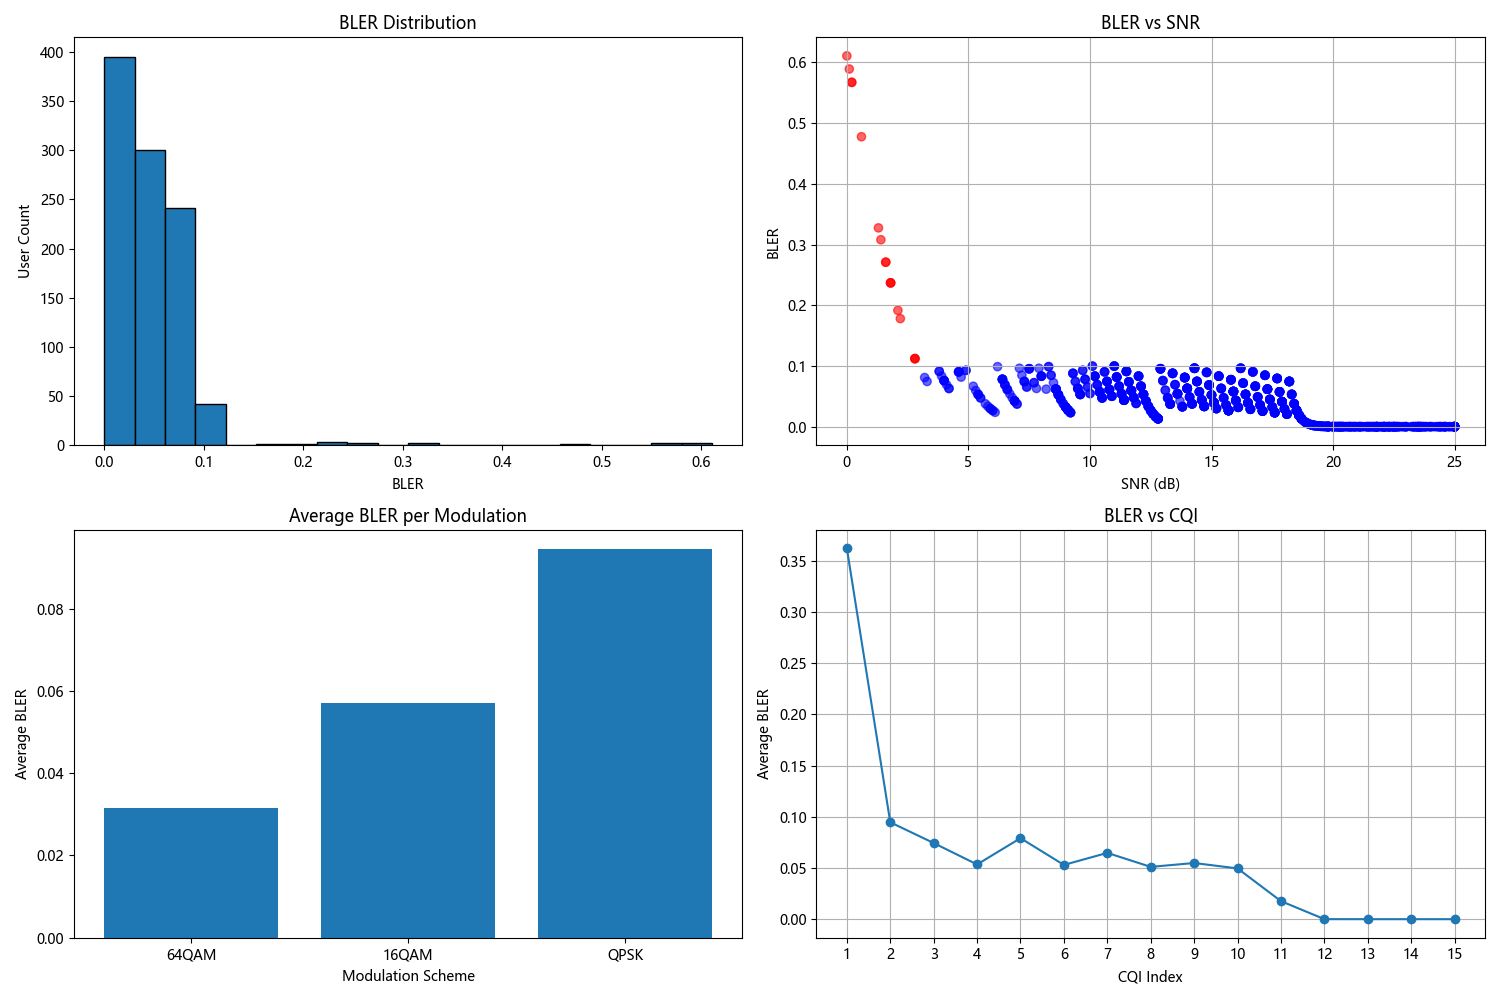 BLER Distribution
400
350
300
250
200
150
100
50
0
User Count
0.0 0.1 0.2 0.3 0.4 0.5 0.6
BLER
BLER vs SNR
0.6
0.5
0.4
0.3
0.2
0.1
0.0
BLER
0 5 10 15 20 25
SNR (dB)
Average BLER per Modulation
0.08
0.06
0.04
0.02
0.00
Average BLER
64QAM 16QAM QPSK
Modulation Scheme
BLER vs CQI
0.35
0.30
0.25
0.20
0.15
0.10
0.05
0.00
Average BLER
1 2 3 4 5 6 7 8 9 10 11 12 13 14 15
CQI Index